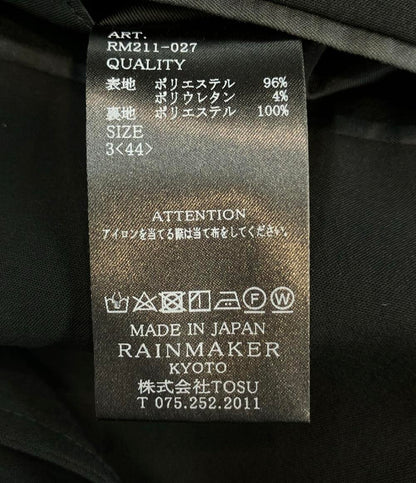 ART.
RM211-027
QUALITY
表地 ポリエステル 96%
ポリウレタン 4%
裏地 ポリエステル 100%
SIZE
3<44>
ATTENTION
アイロンを当てる際は当て布をしてください。
F W
MADE IN JAPAN
RAINMAKER
KYOTO
株式会社TOSU
T 075.252.2011